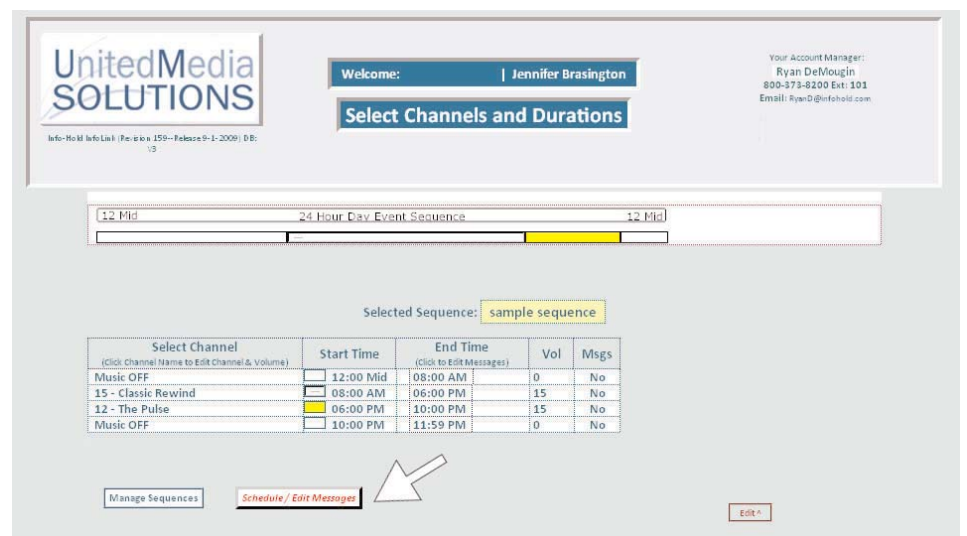 UnitedMedia
SOLUTIONS
Info-Hold InfoLink (Revision 159--Release 9-1-2009) DB:
V3
Welcome: | Jennifer Brasington
Select Channels and Durations
Your Account Manager:
Ryan DeMougin
800-373-8200 Ext: 101
Email: RyanD@infohold.com
12 Mid 24 Hour Day Event Sequence 12 Mid
Selected Sequence: sample sequence
Select Channel Start Time End Time Vol Msgs
(Click Channel Name to Edit Channel & Volume) (Click to Edit Messages)
Music OFF 12:00 Mid 08:00 AM 0 No
15 - Classic Rewind 08:00 AM 06:00 PM 15 No
12 - The Pulse 06:00 PM 10:00 PM 15 No
Music OFF 10:00 PM 11:59 PM 0 No
Manage Sequences Schedule / Edit Messages
Edit ^